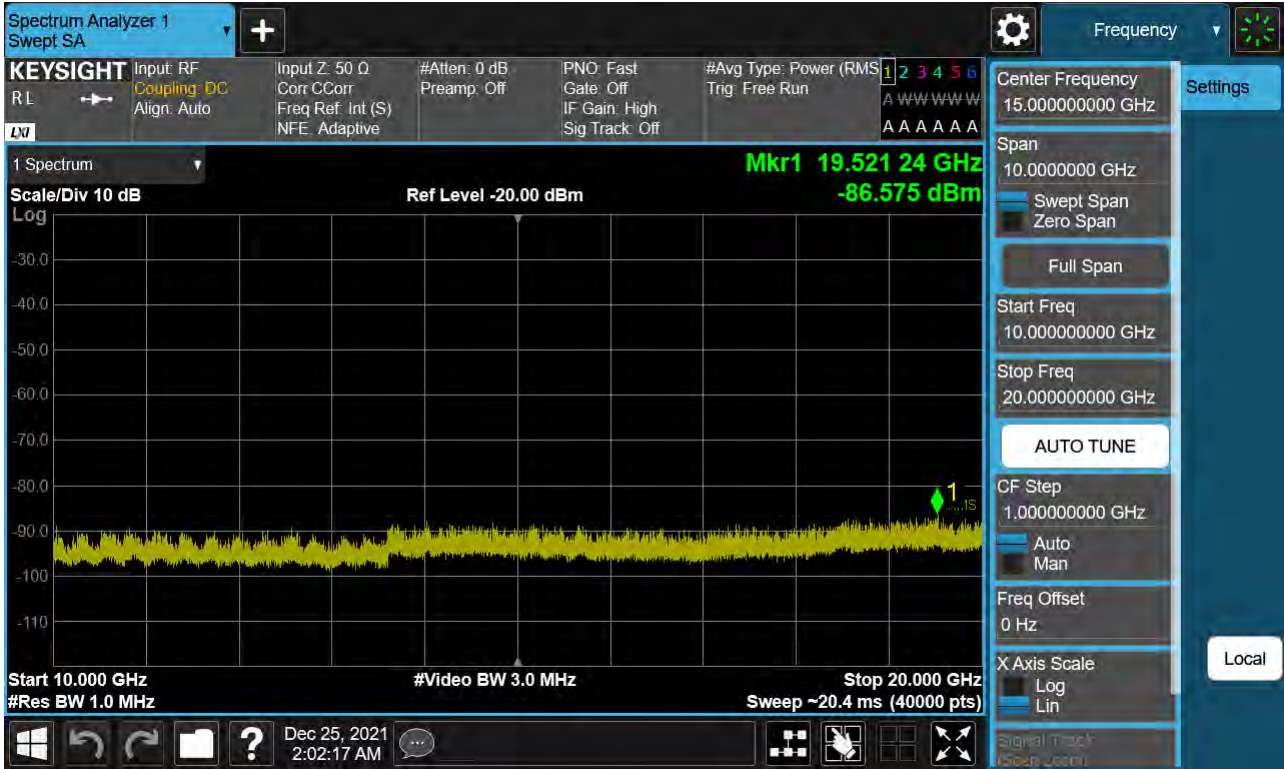 Spectrum Analyzer 1
Swept SA
+
Frequency
KEYSIGHT
R L
LXI
Input: RF
Coupling: DC
Align: Auto
Input Z: 50 Ω
Corr CCorr
Freq Ref: Int (S)
NFE: Adaptive
#Atten: 0 dB
Preamp: Off
PNO: Fast
Gate: Off
IF Gain: High
Sig Track: Off
#Avg Type: Power (RMS
Trig: Free Run
1 2 3 4 5 6
A W W W W W
A A A A A A
1 Spectrum
Scale/Div 10 dB
Log
Ref Level -20.00 dBm
Mkr1 19.521 24 GHz
-86.575 dBm
-30.0
-40.0
-50.0
-60.0
-70.0
-80.0
-90.0
-100
-110
1
Start 10.000 GHz
#Res BW 1.0 MHz
#Video BW 3.0 MHz
Stop 20.000 GHz
Sweep ~20.4 ms (40000 pts)
Center Frequency
15.000000000 GHz
Span
10.0000000 GHz
Swept Span
Zero Span
Full Span
Start Freq
10.000000000 GHz
Stop Freq
20.000000000 GHz
AUTO TUNE
CF Step
1.000000000 GHz
Auto
Man
Freq Offset
0 Hz
X Axis Scale
Log
Lin
Signal Track
(Span Zoom)
Settings
Local
?
Dec 25, 2021
2:02:17 AM